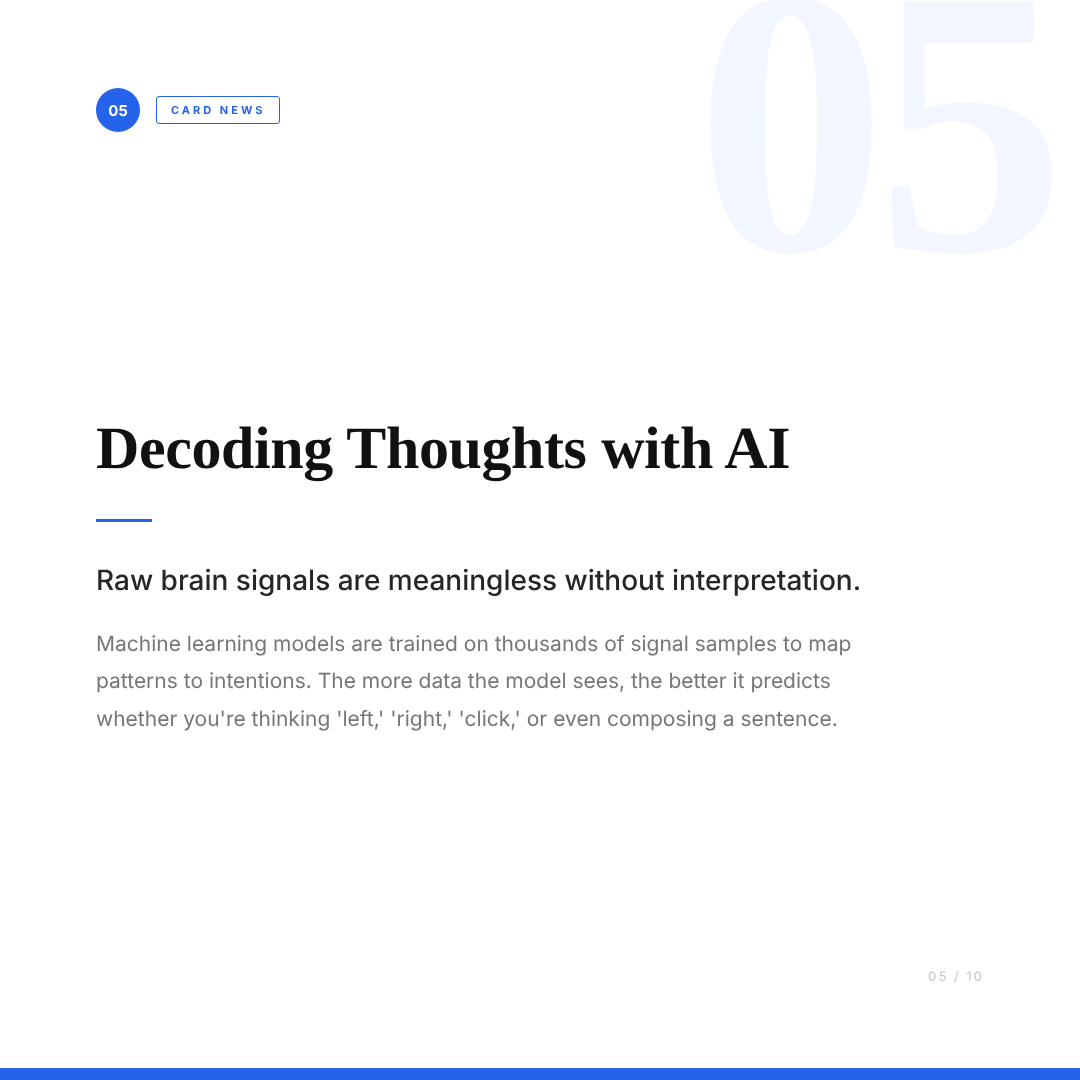 05
05
CARD NEWS
Decoding Thoughts with AI
Raw brain signals are meaningless without interpretation.
Machine learning models are trained on thousands of signal samples to map
patterns to intentions. The more data the model sees, the better it predicts
whether you're thinking 'left,' 'right,' 'click,' or even composing a sentence.
05 / 10